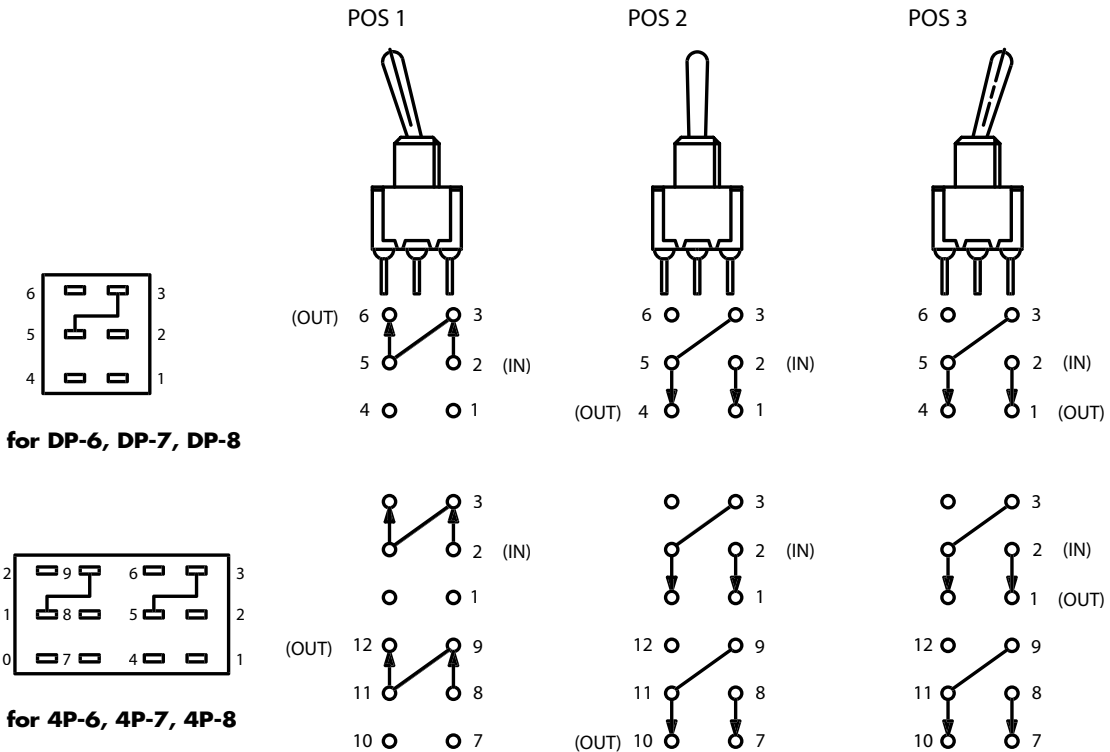 POS 1 POS 2 POS 3
6 3
5 2
4 1
for DP-6, DP-7, DP-8
(OUT) 6 3
5 2 (IN)
4 1
6 3
5 2 (IN)
(OUT) 4 1
6 3
5 2 (IN)
4 1 (OUT)
2 9 6 3
1 8 5 2
0 7 4 1
for 4P-6, 4P-7, 4P-8
3
2 (IN)
1
(OUT) 12 9
11 8
10 7
3
2 (IN)
1
12 9
11 8
(OUT) 10 7
3
2 (IN)
1 (OUT)
12 9
11 8
10 7